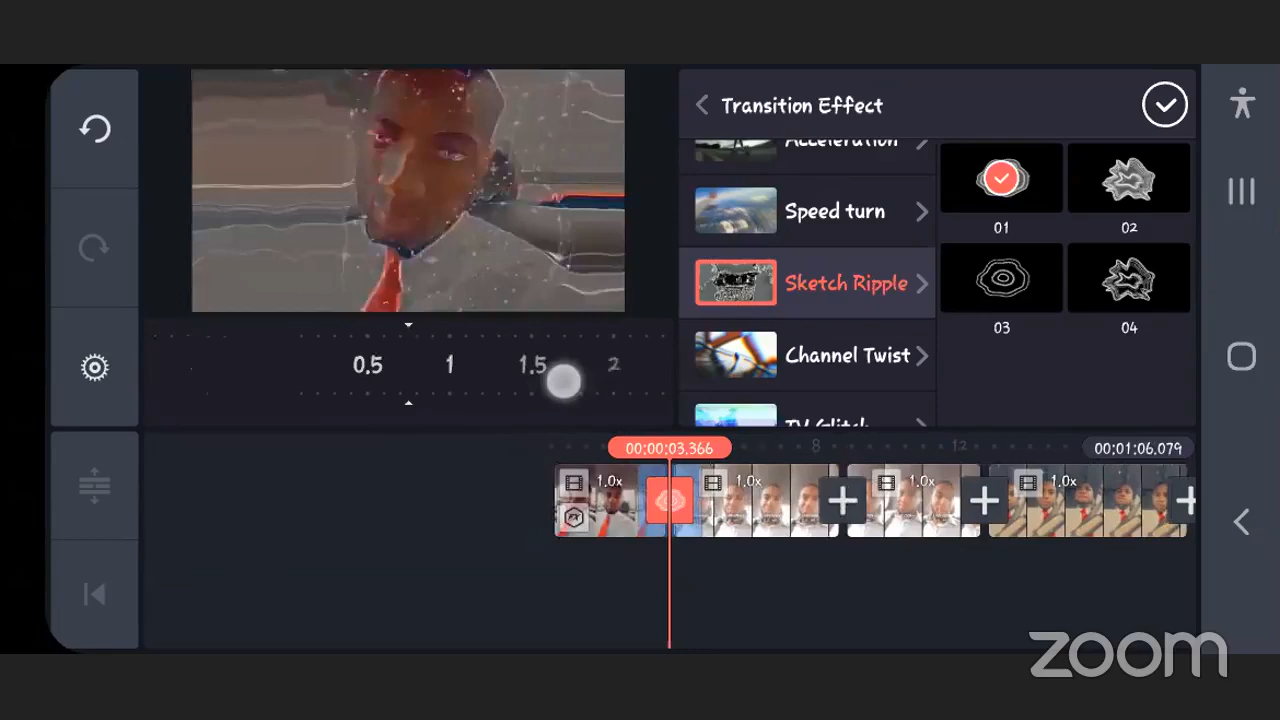 Transition Effect
Acceleration
Speed turn
Sketch Ripple
Channel Twist
TV Glitch
01
02
03
04
0.5
1
1.5
2
00:00:03.366
8
12
00:01:06.079
1.0x
1.0x
1.0x
1.0x
zoom